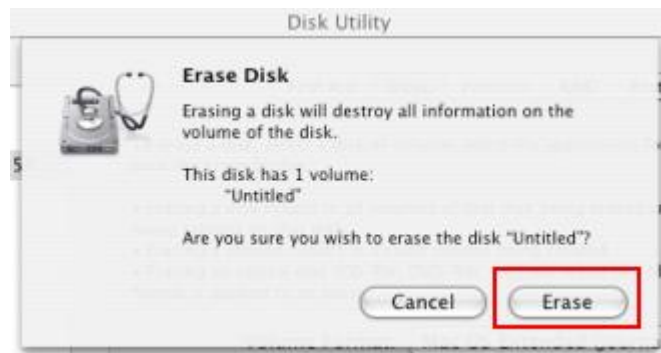 Disk Utility
Erase Disk
Erasing a disk will destroy all information on the
volume of the disk.
This disk has 1 volume:
"Untitled"
Are you sure you wish to erase the disk "Untitled"?
Cancel Erase